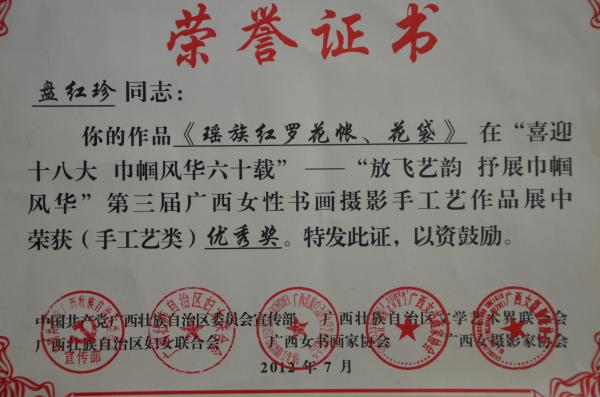 荣誉证书
盘红珍 同志：
你的作品《瑶族红罗花帐、花袋》在“喜迎
十八大 巾帼风华六十载”——“放飞艺韵 抒展巾帼
风华”第三届广西女性书画摄影手工艺作品展中
荣获（手工艺类）优秀奖。特发此证，以资鼓励。
中国共产党广西壮族自治区委员会宣传部 广西壮族自治区文学艺术界联合会
广西壮族自治区妇女联合会 广西女书画家协会 广西女摄影家协会
2012 年 7 月
宣传部